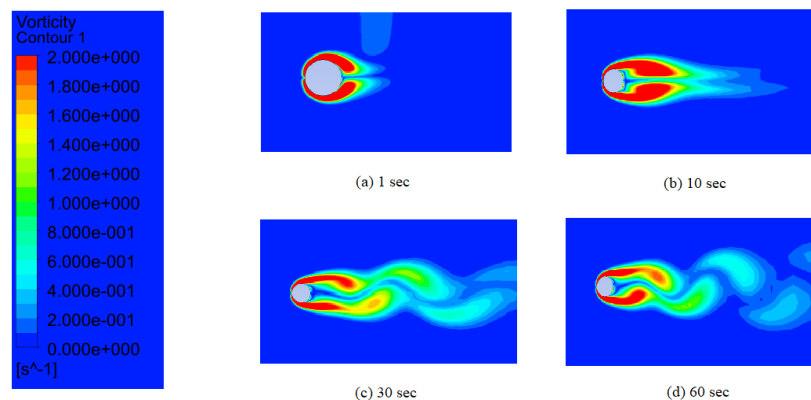 Vorticity
Contour 1
2.000e+000
1.800e+000
1.600e+000
1.400e+000
1.200e+000
1.000e+000
8.000e-001
6.000e-001
4.000e-001
2.000e-001
0.000e+000
[s^-1]
(a) 1 sec
(b) 10 sec
(c) 30 sec
(d) 60 sec